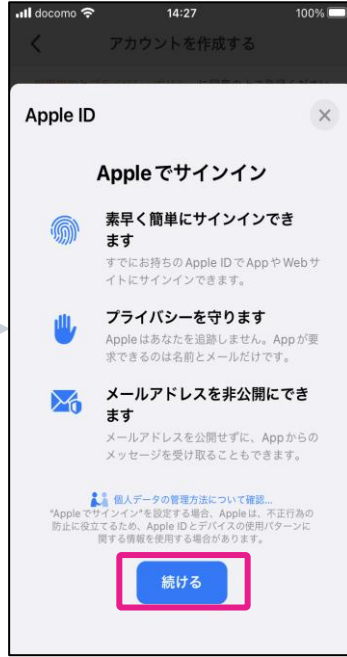 docomo
14:27
100%
アカウントを作成する
Apple ID
Appleでサインイン
素早く簡単にサインインでき
ます
すでにお持ちのApple IDでAppやWebサ
イトにサインインできます。
プライバシーを守ります
Appleはあなたを追跡しません。Appが要
求できるのは名前とメールだけです。
メールアドレスを非公開にでき
ます
メールアドレスを公開せずに、Appからの
メッセージを受け取ることもできます。
個人データの管理方法について確認...
"Appleでサインイン"を設定する場合、Appleは、不正行為の
防止に役立てるため、Apple IDとデバイスの使用パターンに
関する情報を使用する場合があります。
続ける